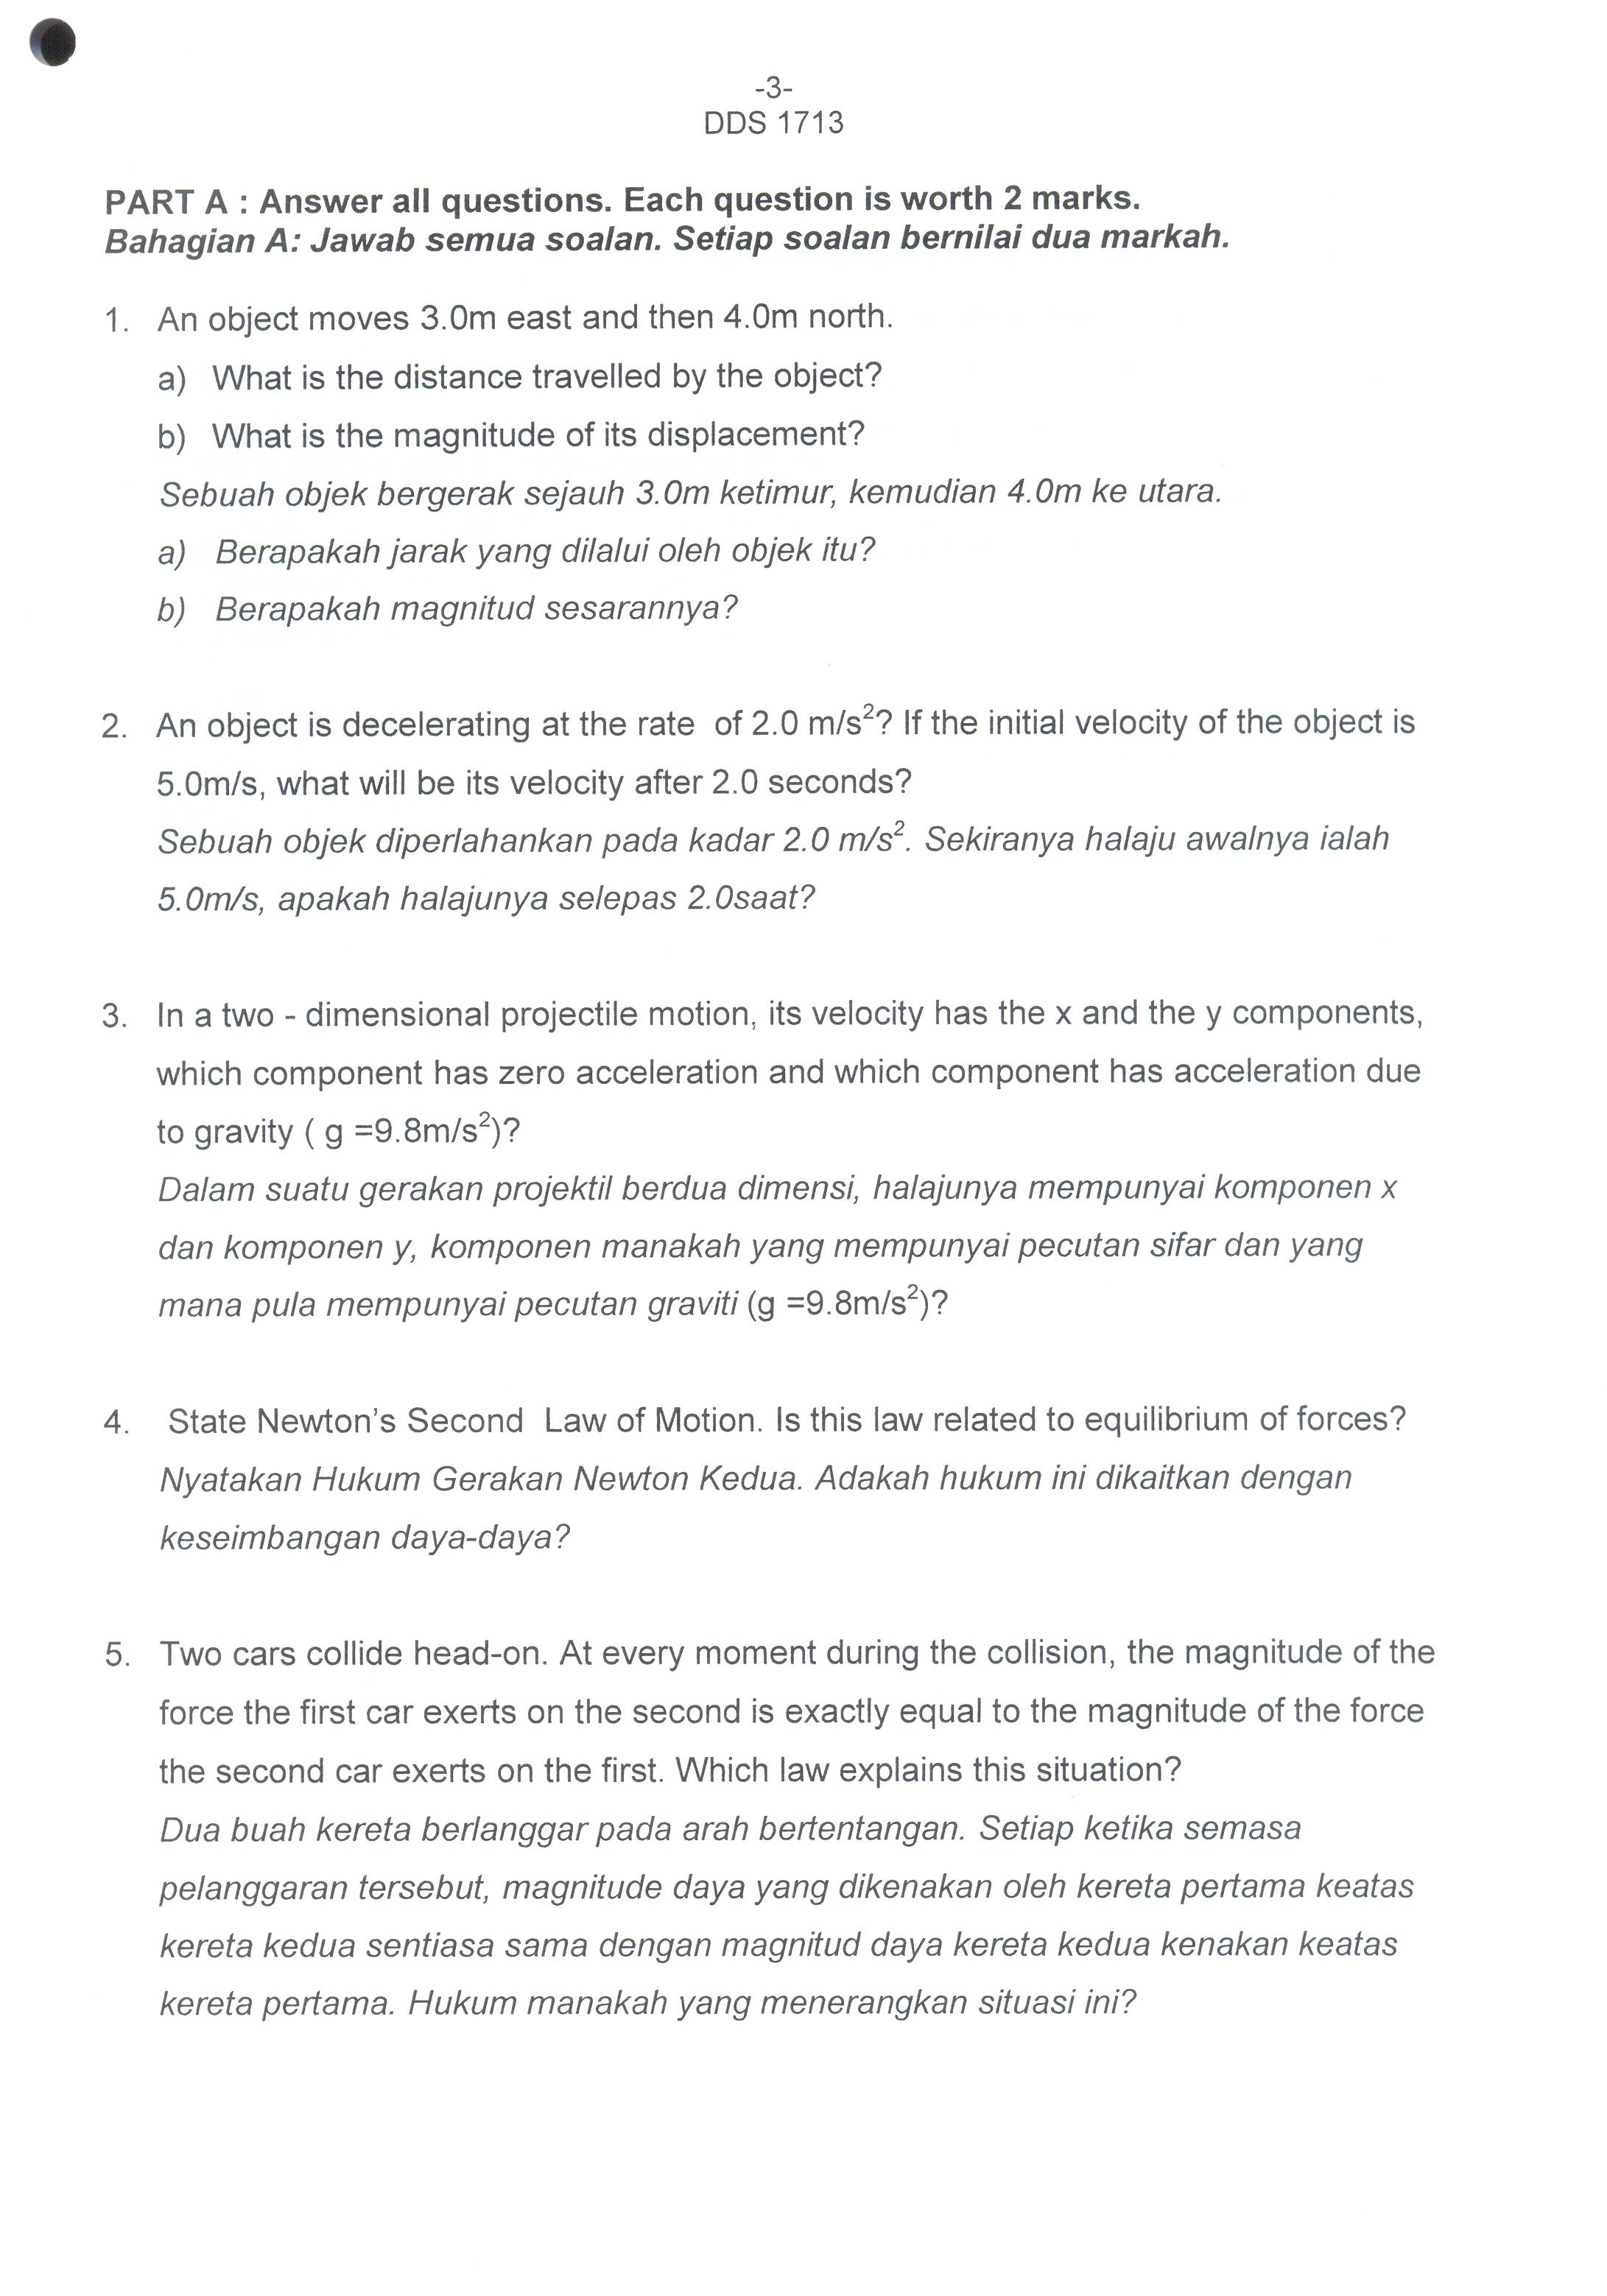 -3-
DDS 1713
PART A : Answer all questions. Each question is worth 2 marks.
Bahagian A: Jawab semua soalan. Setiap soalan bernilai dua markah.
1. An object moves 3.0m east and then 4.0m north.
a) What is the distance travelled by the object?
b) What is the magnitude of its displacement?
Sebuah objek bergerak sejauh 3.0m ketimur, kemudian 4.0m ke utara.
a) Berapakah jarak yang dilalui oleh objek itu?
b) Berapakah magnitud sesarannya?
2. An object is decelerating at the rate of 2.0 m/s²? If the initial velocity of the object is
5.0m/s, what will be its velocity after 2.0 seconds?
Sebuah objek diperlahankan pada kadar 2.0 m/s². Sekiranya halaju awalnya ialah
5.0m/s, apakah halajunya selepas 2.0saat?
3. In a two - dimensional projectile motion, its velocity has the x and the y components,
which component has zero acceleration and which component has acceleration due
to gravity ( g =9.8m/s²)?
Dalam suatu gerakan projektil berdua dimensi, halajunya mempunyai komponen x
dan komponen y, komponen manakah yang mempunyai pecutan sifar dan yang
mana pula mempunyai pecutan graviti (g =9.8m/s²)?
4. State Newton's Second Law of Motion. Is this law related to equilibrium of forces?
Nyatakan Hukum Gerakan Newton Kedua. Adakah hukum ini dikaitkan dengan
keseimbangan daya-daya?
5. Two cars collide head-on. At every moment during the collision, the magnitude of the
force the first car exerts on the second is exactly equal to the magnitude of the force
the second car exerts on the first. Which law explains this situation?
Dua buah kereta berlanggar pada arah bertentangan. Setiap ketika semasa
pelanggaran tersebut, magnitude daya yang dikenakan oleh kereta pertama keatas
kereta kedua sentiasa sama dengan magnitud daya kereta kedua kenakan keatas
kereta pertama. Hukum manakah yang menerangkan situasi ini?